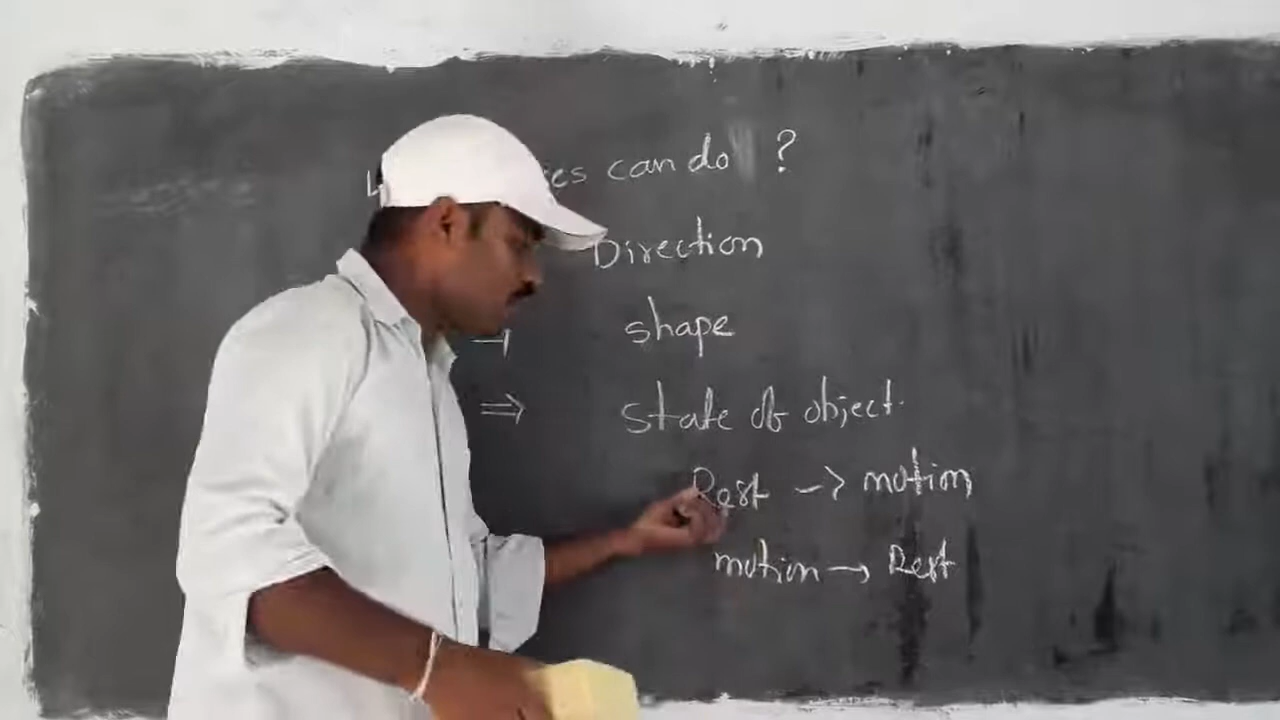 can do ?
Direction
shape
⇒ state of object.
Rest -> motion
motion → Rest